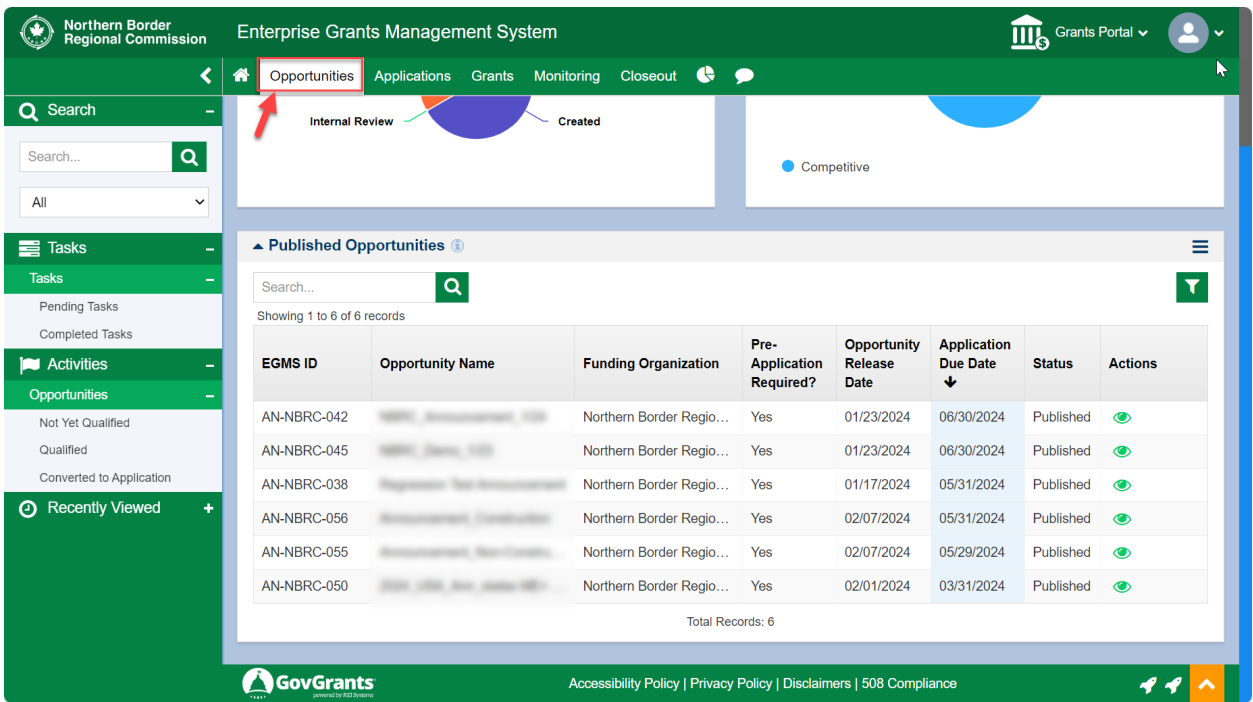 Northern Border
Regional Commission
Enterprise Grants Management System
Grants Portal
Opportunities Applications Grants Monitoring Closeout
Search
Search...
All
Tasks
Tasks
Pending Tasks
Completed Tasks
Activities
Opportunities
Not Yet Qualified
Qualified
Converted to Application
Recently Viewed
Internal Review
Created
Competitive
Published Opportunities
Search...
Showing 1 to 6 of 6 records
EGMS ID Opportunity Name Funding Organization Pre-Application Required? Opportunity Release Date Application Due Date Status Actions
AN-NBRC-042 Northern Border Regio... Yes 01/23/2024 06/30/2024 Published
AN-NBRC-045 Northern Border Regio... Yes 01/23/2024 06/30/2024 Published
AN-NBRC-038 Northern Border Regio... Yes 01/17/2024 05/31/2024 Published
AN-NBRC-056 Northern Border Regio... Yes 02/07/2024 05/31/2024 Published
AN-NBRC-055 Northern Border Regio... Yes 02/07/2024 05/29/2024 Published
AN-NBRC-050 Northern Border Regio... Yes 02/01/2024 03/31/2024 Published
Total Records: 6
GovGrants
powered by REI Systems
Accessibility Policy | Privacy Policy | Disclaimers | 508 Compliance